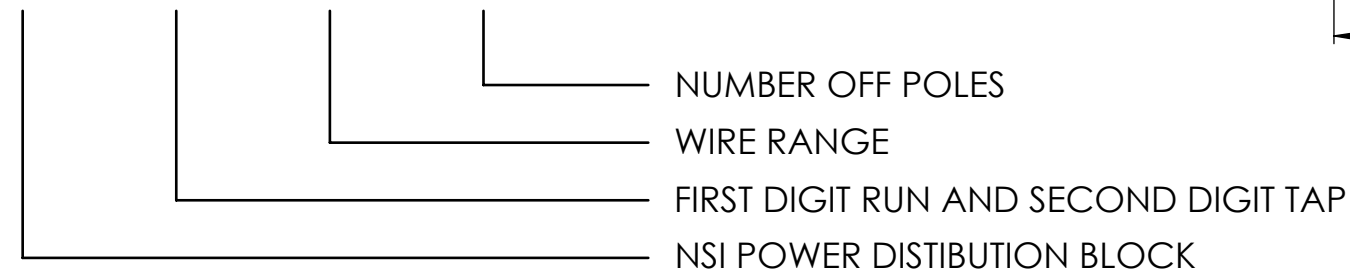 NUMBER OFF POLES
WIRE RANGE
FIRST DIGIT RUN AND SECOND DIGIT TAP
NSI POWER DISTIBUTION BLOCK